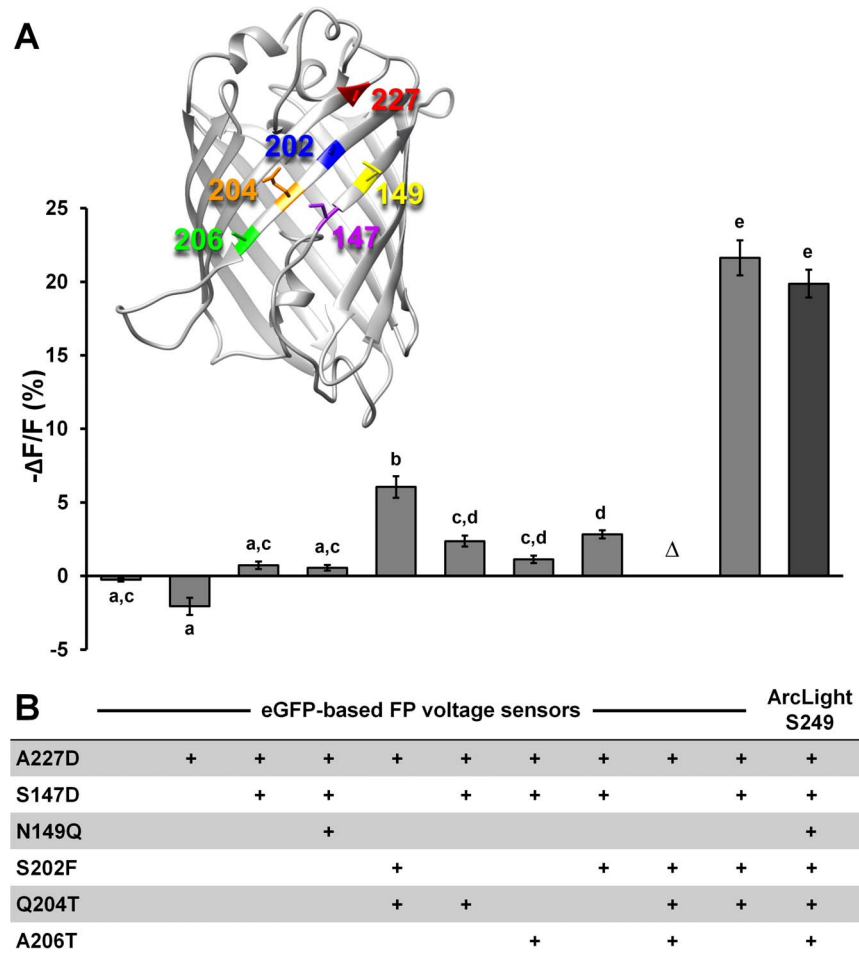 A
227
202
204
149
206
147
-ΔF/F (%)
25
20
15
10
5
0
-5
a,c
a
a,c
a,c
b
c,d
c,d
d
Δ
e
e
B
eGFP-based FP voltage sensors
ArcLight
S249
A227D + + + + + + + + + +
S147D + + + + + + +
N149Q + +
S202F + + + + +
Q204T + + + + +
A206T + + +